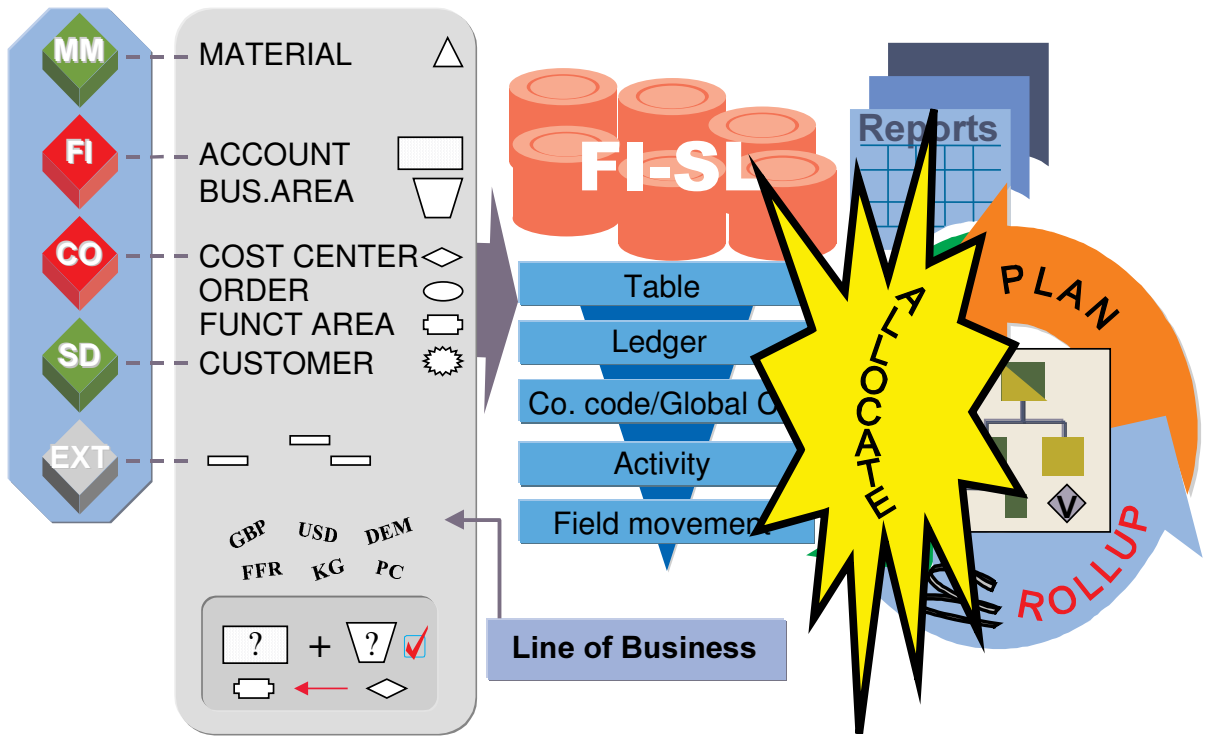 MM
MATERIAL
FI
ACCOUNT
BUS.AREA
CO
COST CENTER
ORDER
FUNCT AREA
SD
CUSTOMER
EXT
GBP USD DEM
FFR KG PC
? + ?
FI-SL
Table
Ledger
Co. code/Global C
Activity
Field movement
Line of Business
Reports
ALLOCATE
PLAN
V
ROLLUP